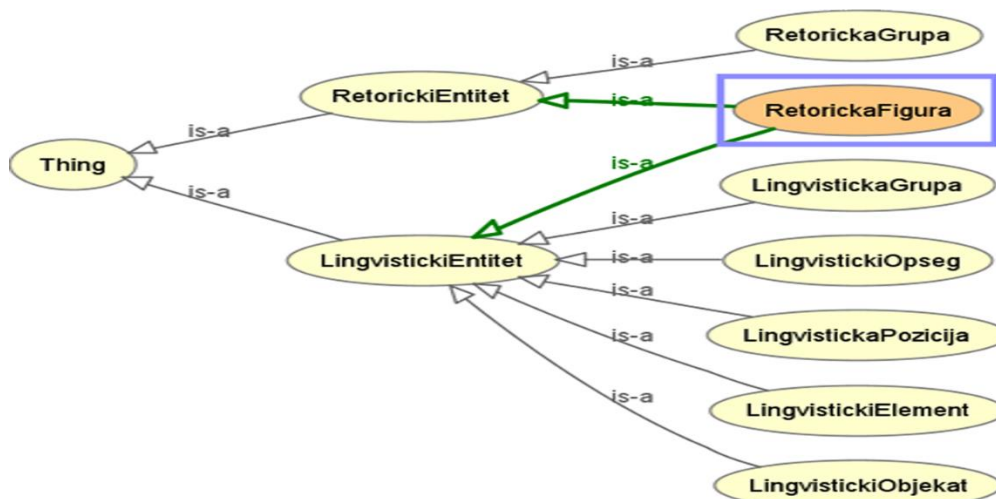 RetorickaGrupa
is-a
RetorickiEntitet
is-a
RetorickaFigura
is-a
Thing
is-a
is-a
LingvistickaGrupa
is-a
is-a
LingvistickiEntitet
is-a
LingvistickiOpseg
is-a
LingvistickaPozicija
is-a
LingvistickiElement
is-a
LingvistickiObjekat